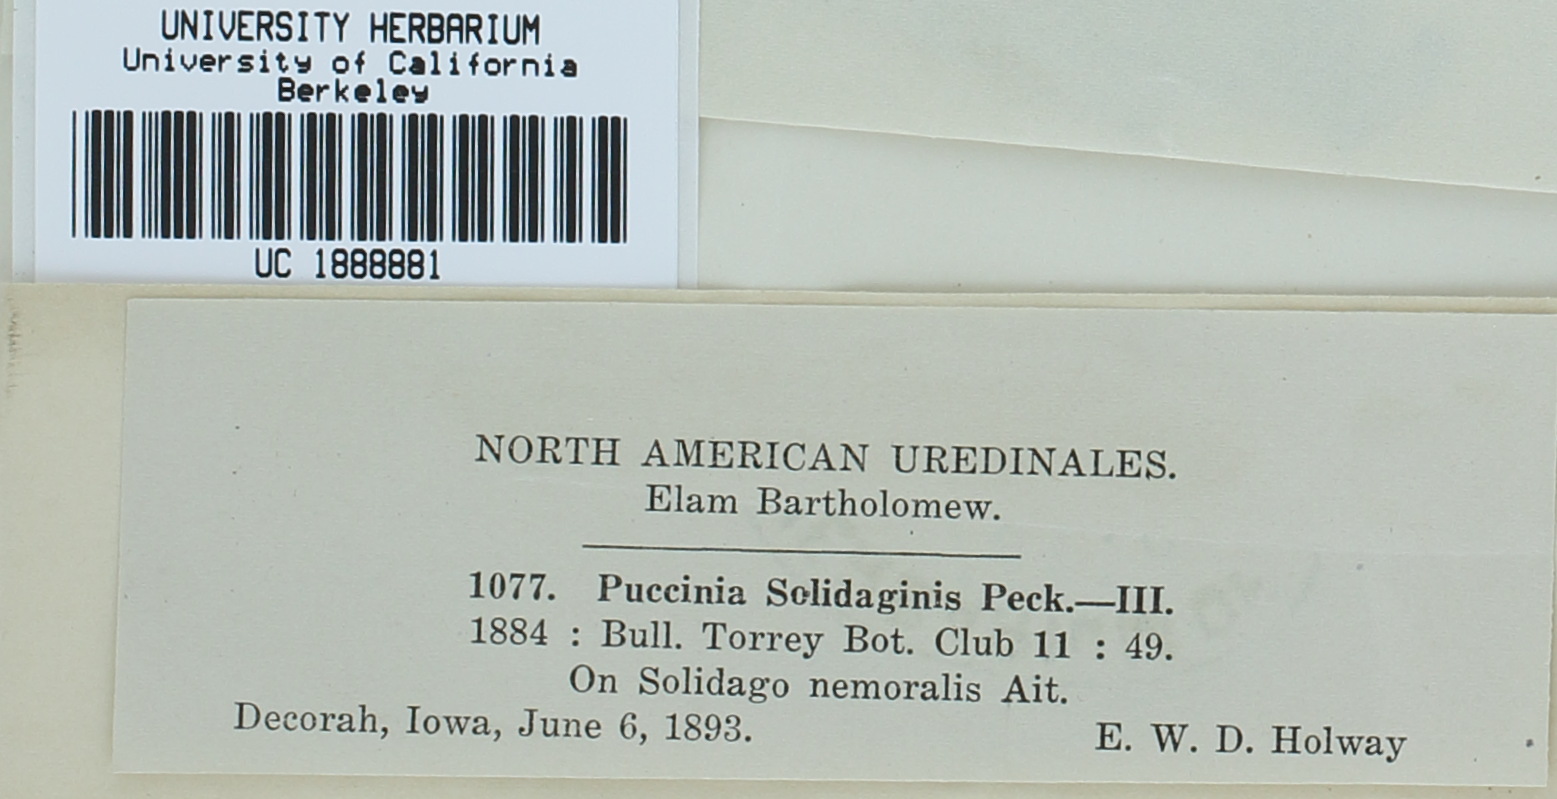 UNIVERSITY HERBARIUM
University of California
Berkeley
UC 1888881
NORTH AMERICAN UREDINALES.
Elam Bartholomew.
1077. Puccinia Solidaginis Peck.—III.
1884 : Bull. Torrey Bot. Club 11 : 49.
On Solidago nemoralis Ait.
Decorah, Iowa, June 6, 1893. E. W. D. Holway